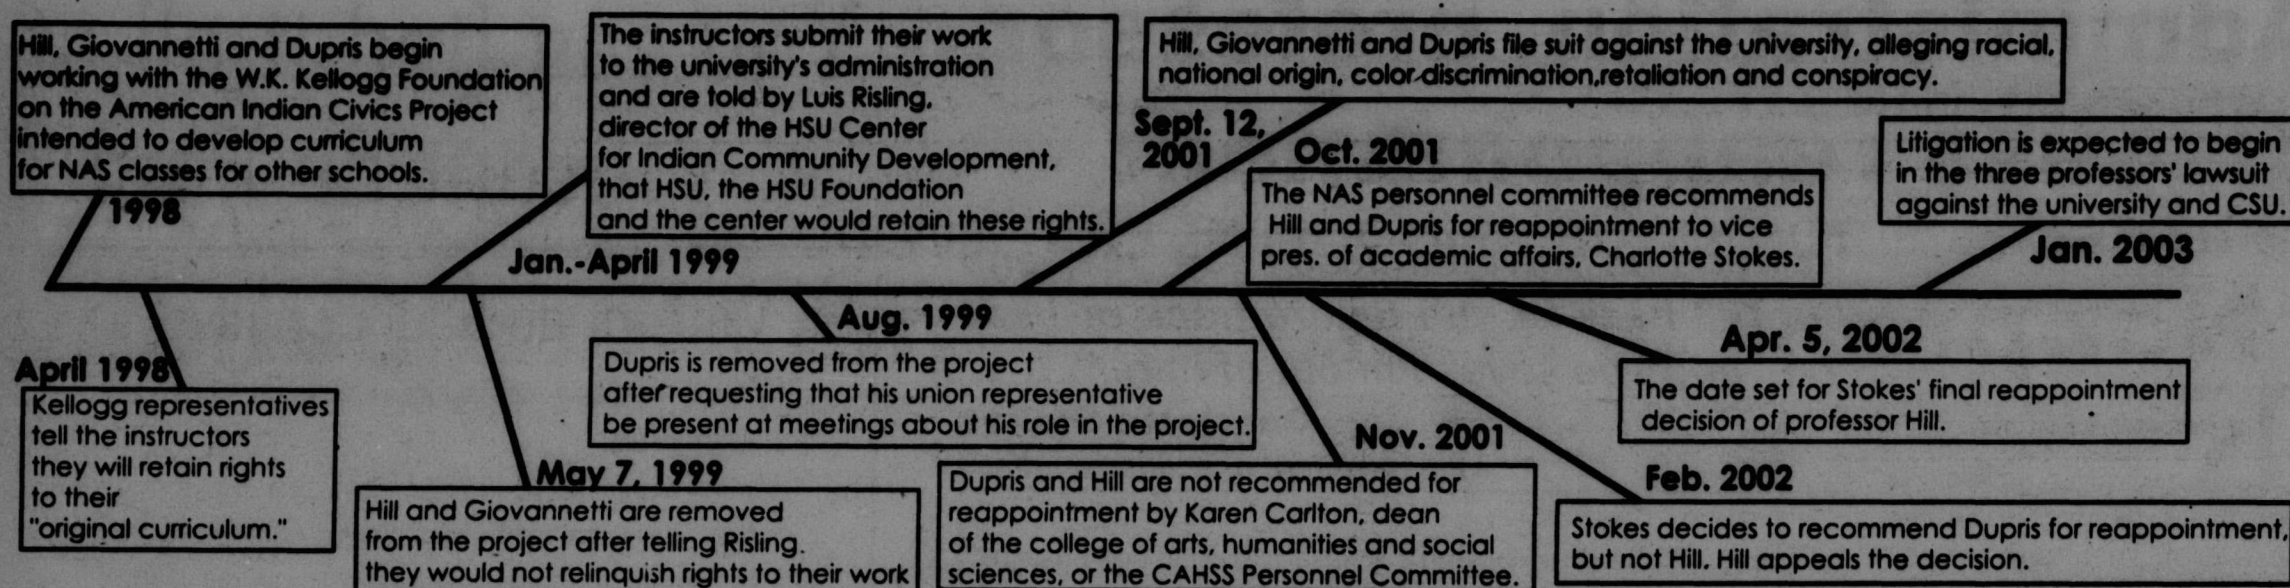 Hill, Giovannetti and Dupris begin
working with the W.K. Kellogg Foundation
on the American Indian Civics Project
intended to develop curriculum
for NAS classes for other schools.
1998
April 1998
Kellogg representatives
tell the instructors
they will retain rights
to their
"original curriculum."
The instructors submit their work
to the university's administration
and are told by Luis Risling,
director of the HSU Center
for Indian Community Development,
that HSU, the HSU Foundation
and the center would retain these rights.
Jan.-April 1999
May 7, 1999
Hill and Giovannetti are removed
from the project after telling Risling.
they would not relinquish rights to their work
Aug. 1999
Dupris is removed from the project
after requesting that his union representative
be present at meetings about his role in the project.
Hill, Giovannetti and Dupris file suit against the university, alleging racial,
national origin, color discrimination,retaliation and conspiracy.
Sept. 12,
2001
Oct. 2001
The NAS personnel committee recommends
Hill and Dupris for reappointment to vice
pres. of academic affairs, Charlotte Stokes.
Nov. 2001
Dupris and Hill are not recommended for
reappointment by Karen Carlton, dean
of the college of arts, humanities and social
sciences, or the CAHSS Personnel Committee.
Feb. 2002
Stokes decides to recommend Dupris for reappointment,
but not Hill. Hill appeals the decision.
Apr. 5, 2002
The date set for Stokes' final reappointment
decision of professor Hill.
Litigation is expected to begin
in the three professors' lawsuit
against the university and CSU.
Jan. 2003